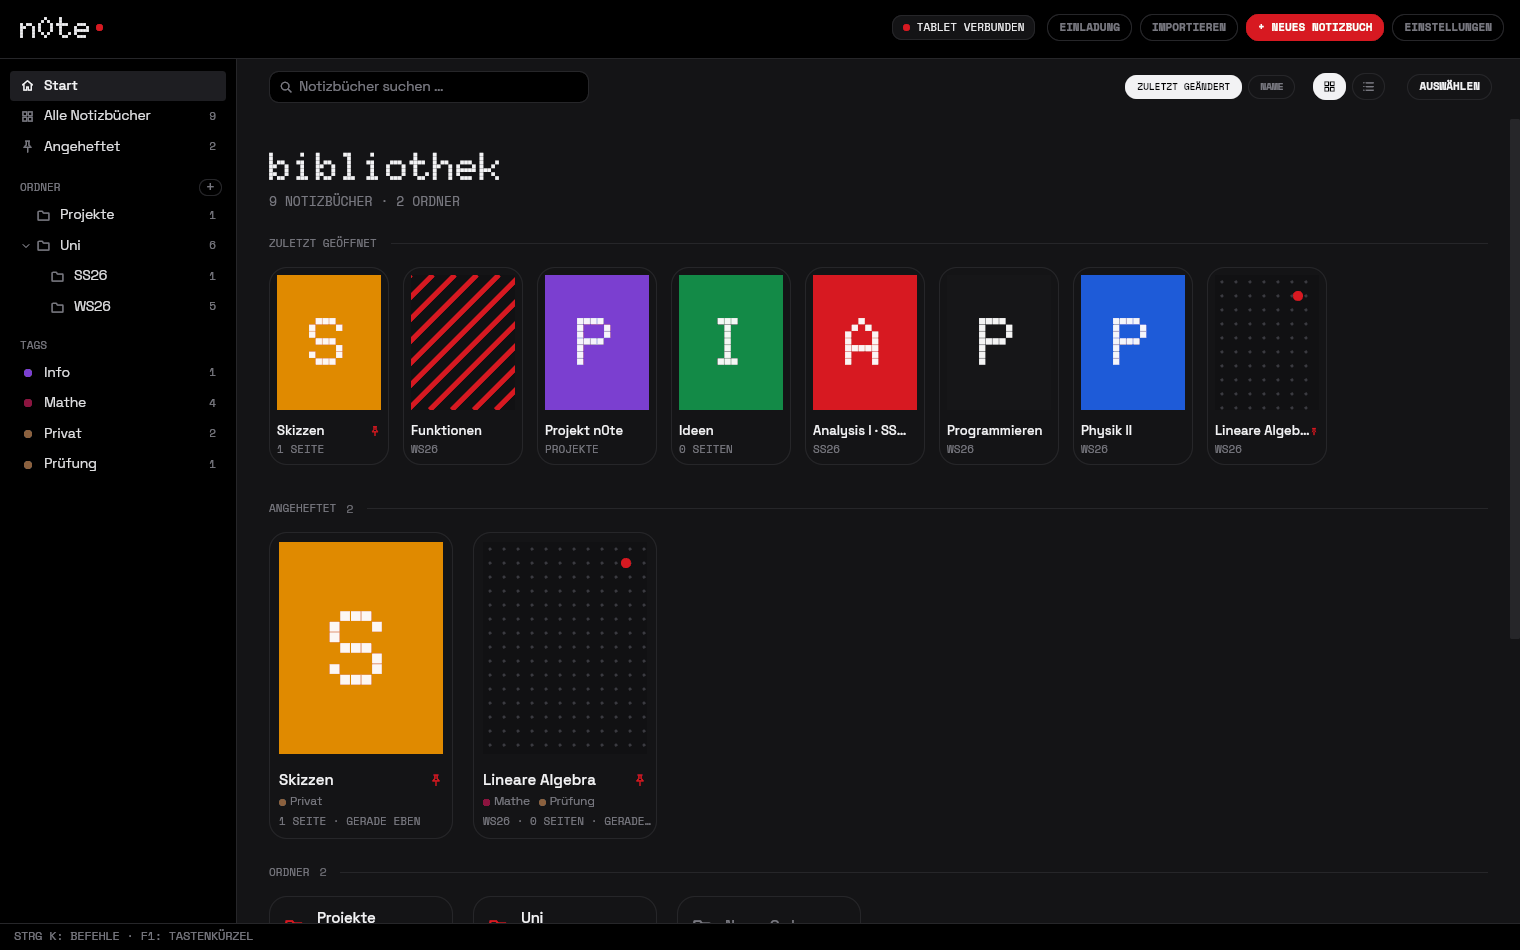 n0te
TABLET VERBUNDEN
EINLADUNG
IMPORTIEREN
+ NEUES NOTIZBUCH
EINSTELLUNGEN
Start
Alle Notizbücher 9
Angeheftet 2
ORDNER +
Projekte 1
Uni 6
SS26 1
WS26 5
TAGS
Info 1
Mathe 4
Privat 2
Prüfung 1
Notizbücher suchen …
ZULETZT GEÄNDERT
NAME
AUSWÄHLEN
bibliothek
9 NOTIZBÜCHER · 2 ORDNER
ZULETZT GEÖFFNET
S
Skizzen
1 SEITE
Funktionen
WS26
P
Projekt n0te
PROJEKTE
I
Ideen
0 SEITEN
A
Analysis I · SS…
SS26
P
Programmieren
WS26
P
Physik II
WS26
Lineare Algeb…
WS26
ANGEHEFTET 2
S
Skizzen
Privat
1 SEITE · GERADE EBEN
Lineare Algebra
Mathe Prüfung
WS26 · 0 SEITEN · GERADE…
ORDNER 2
Projekte
Uni
STRG K: BEFEHLE · F1: TASTENKÜRZEL